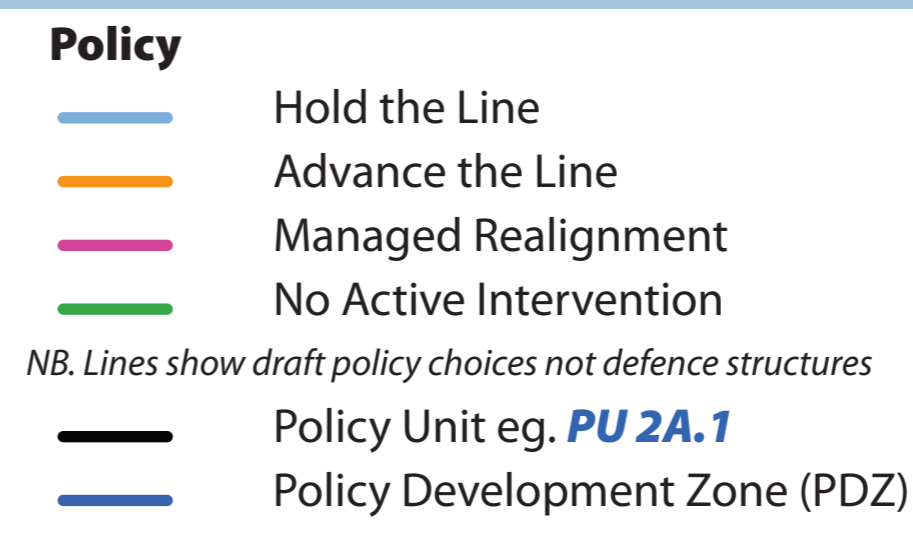 Policy
Hold the Line
Advance the Line
Managed Realignment
No Active Intervention
NB. Lines show draft policy choices not defence structures
Policy Unit eg. PU 2A.1
Policy Development Zone (PDZ)